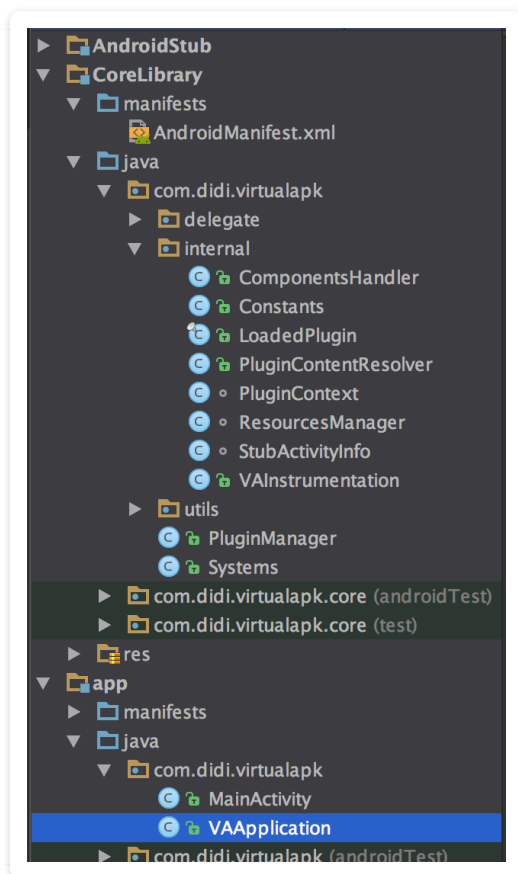 AndroidStub
CoreLibrary
manifests
AndroidManifest.xml
java
com.didi.virtualapk
delegate
internal
ComponentsHandler
Constants
LoadedPlugin
PluginContentResolver
PluginContext
ResourcesManager
StubActivityInfo
VAInstrumentation
utils
PluginManager
Systems
com.didi.virtualapk.core (androidTest)
com.didi.virtualapk.core (test)
res
app
manifests
java
com.didi.virtualapk
MainActivity
VAApplication
com.didi.virtualapk (androidTest)